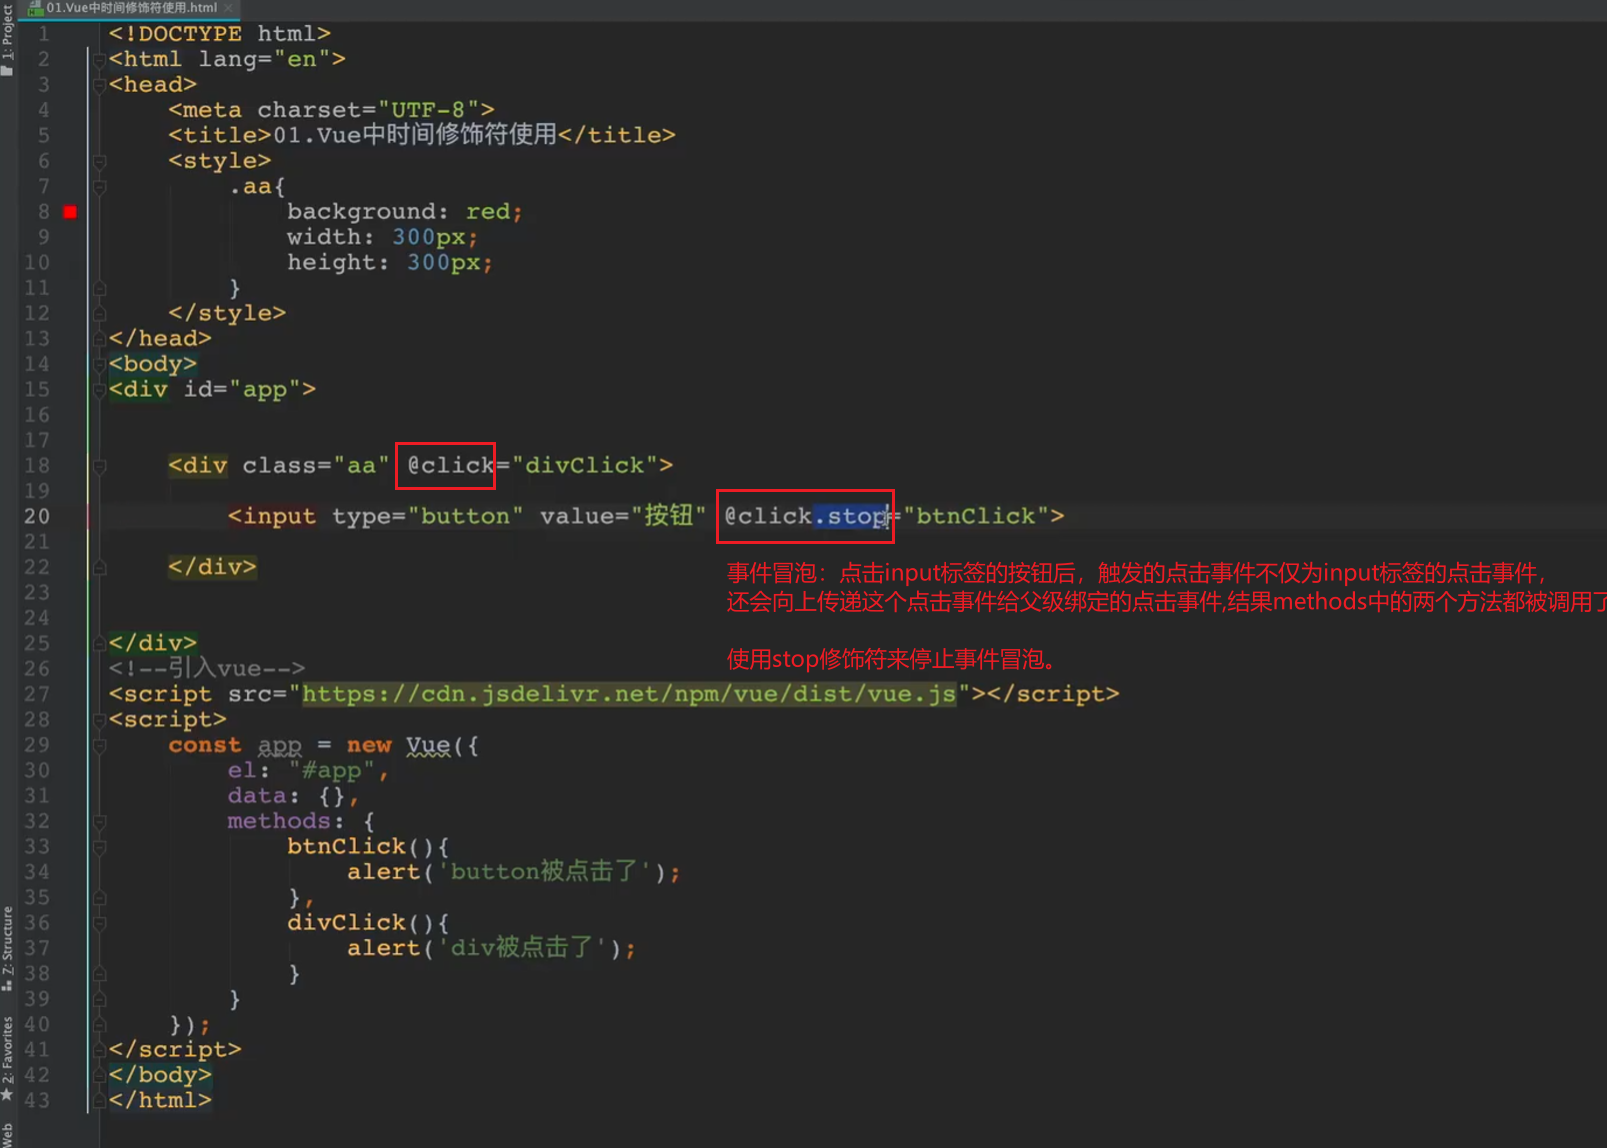 01.Vue中时间修饰符使用.html
1: Project
1 <!DOCTYPE html>
2 <html lang="en">
3 <head>
4 <meta charset="UTF-8">
5 <title>01.Vue中时间修饰符使用</title>
6 <style>
7 .aa{
8 background: red;
9 width: 300px;
10 height: 300px;
11 }
12 </style>
13 </head>
14 <body>
15 <div id="app">
16
17
18 <div class="aa" @click="divClick">
19
20 <input type="button" value="按钮" @click.stop="btnClick">
21
事件冒泡：点击input标签的按钮后，触发的点击事件不仅为input标签的点击事件，
22 </div>
23
还会向上传递这个点击事件给父级绑定的点击事件,结果methods中的两个方法都被调用了
24
25 </div>
使用stop修饰符来停止事件冒泡。
26 <!--引入vue-->
27 <script src="https://cdn.jsdelivr.net/npm/vue/dist/vue.js"></script>
28 <script>
29 const app = new Vue({
30 el: "#app",
31 data: {},
32 methods: {
33 btnClick(){
34 alert('button被点击了');
35 },
36 divClick(){
37 alert('div被点击了');
38 }
39 }
40 });
41 </script>
42 </body>
43 </html>
7: Structure
2: Favorites
Web